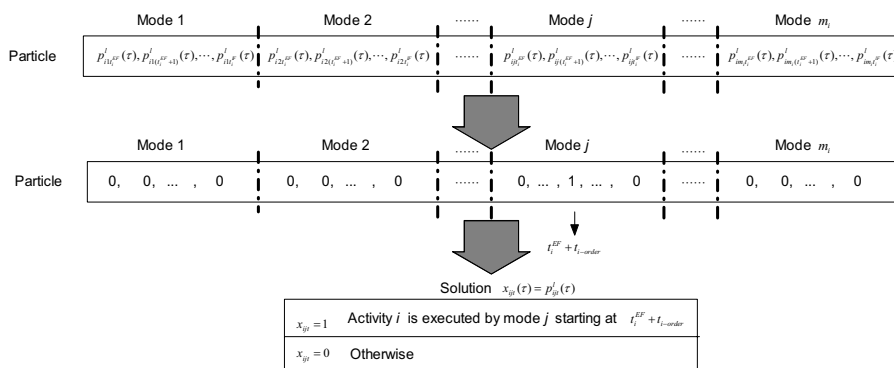 Mode 1 Mode 2 ...... Mode j ...... Mode m_i
Particle p^l_{i1t_i^{EF}}(τ), p^l_{i1(t_i^{EF}+1)}(τ), ⋯, p^l_{i1t_i^{lF}}(τ) p^l_{i2t_i^{EF}}(τ), p^l_{i2(t_i^{EF}+1)}(τ), ⋯, p^l_{i2t_i^{lF}}(τ) ...... p^l_{ijt_i^{EF}}(τ), p^l_{ij(t_i^{EF}+1)}(τ), ⋯, p^l_{ijt_i^{lF}}(τ) ...... p^l_{im_it_i^{EF}}(τ), p^l_{im_i(t_i^{EF}+1)}(τ), ⋯, p^l_{im_it_i^{lF}}(τ)
Mode 1 Mode 2 ...... Mode j ...... Mode m_i
Particle 0, 0, ... , 0 0, 0, ... , 0 ...... 0, ... , 1 , ... , 0 ...... 0, 0, ... , 0
t_i^{EF} + t_{i-order}
Solution x_{ijt}(τ) = p^l_{ijt}(τ)
x_{ijt} = 1 Activity i is executed by mode j starting at t_i^{EF} + t_{i-order}
x_{ijt} = 0 Otherwise